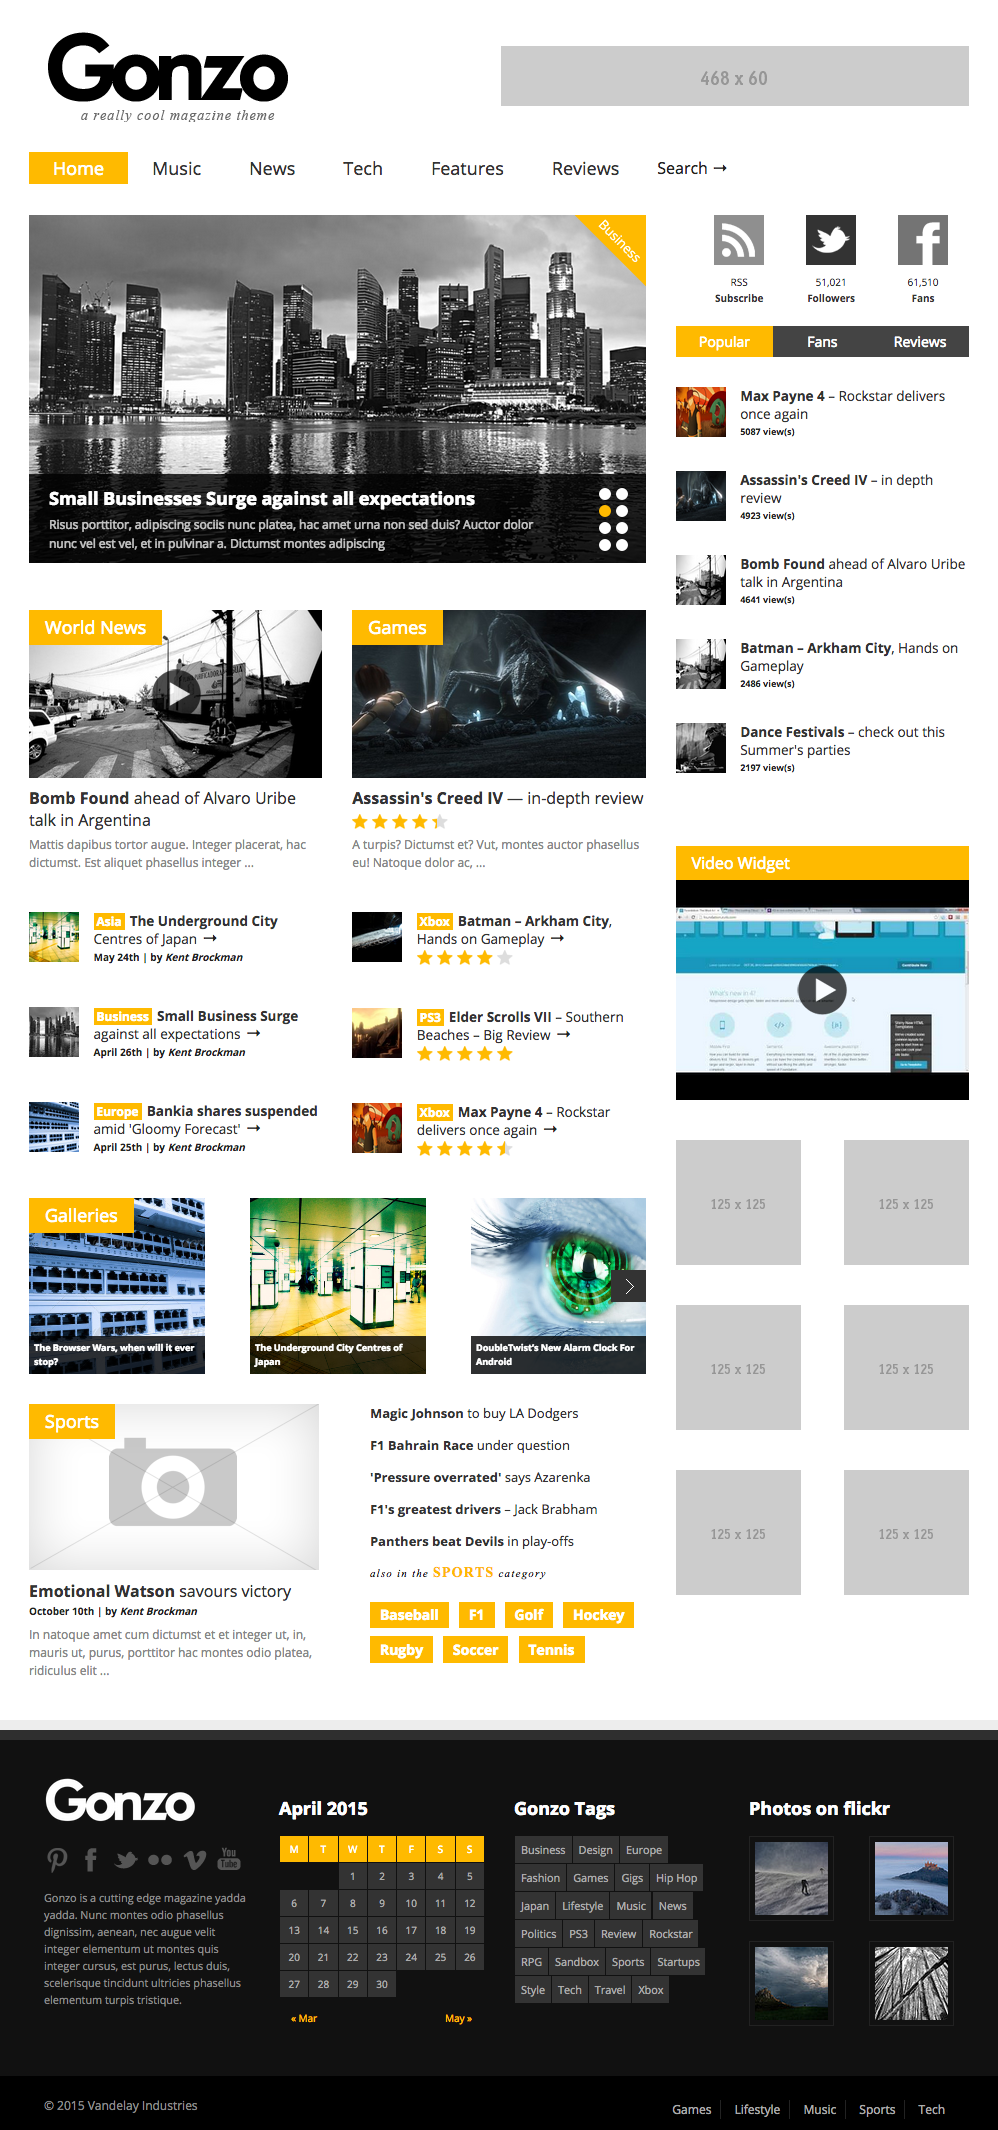 Gonzo
a really cool magazine theme
468 x 60
Home
Music
News
Tech
Features
Reviews
Search →
Business
Small Businesses Surge against all expectations
Risus porttitor, adipiscing sociis nunc platea, hac amet urna non sed duis? Auctor dolor
nunc vel est vel, et in pulvinar a. Dictumst montes adipiscing
RSS
Subscribe
51,021
Followers
61,510
Fans
Popular
Fans
Reviews
Max Payne 4 – Rockstar delivers
once again
5087 view(s)
Assassin's Creed IV – in depth
review
4923 view(s)
Bomb Found ahead of Alvaro Uribe
talk in Argentina
4641 view(s)
Batman – Arkham City, Hands on
Gameplay
2486 view(s)
Dance Festivals – check out this
Summer's parties
2197 view(s)
World News
Bomb Found ahead of Alvaro Uribe
talk in Argentina
Mattis dapibus tortor augue. Integer placerat, hac
dictumst. Est aliquet phasellus integer ...
Games
Assassin's Creed IV — in-depth review
A turpis? Dictumst et? Vut, montes auctor phasellus
eu! Natoque dolor ac, ...
Asia The Underground City
Centres of Japan →
May 24th | by Kent Brockman
Business Small Business Surge
against all expectations →
April 26th | by Kent Brockman
Europe Bankia shares suspended
amid 'Gloomy Forecast' →
April 25th | by Kent Brockman
Xbox Batman – Arkham City,
Hands on Gameplay →
PS3 Elder Scrolls VII – Southern
Beaches – Big Review →
Xbox Max Payne 4 – Rockstar
delivers once again →
Video Widget
What's new in 4?
125 x 125
125 x 125
125 x 125
125 x 125
125 x 125
125 x 125
Galleries
The Browser Wars, when will it ever
stop?
The Underground City Centres of
Japan
DoubleTwist's New Alarm Clock For
Android
Sports
Emotional Watson savours victory
October 10th | by Kent Brockman
In natoque amet cum dictumst et et integer ut, in,
mauris ut, purus, porttitor hac montes odio platea,
ridiculus elit ...
Magic Johnson to buy LA Dodgers
F1 Bahrain Race under question
'Pressure overrated' says Azarenka
F1's greatest drivers – Jack Brabham
Panthers beat Devils in play-offs
also in the SPORTS category
Baseball F1 Golf Hockey
Rugby Soccer Tennis
Gonzo
You
Tube
Gonzo is a cutting edge magazine yadda
yadda. Nunc montes odio phasellus
dignissim, aenean, nec augue velit
integer elementum ut montes quis
integer cursus, est purus, lectus duis,
scelerisque tincidunt ultricies phasellus
elementum turpis tristique.
April 2015
M T W T F S S
1 2 3 4 5
6 7 8 9 10 11 12
13 14 15 16 17 18 19
20 21 22 23 24 25 26
27 28 29 30
« Mar May »
Gonzo Tags
Business Design Europe
Fashion Games Gigs Hip Hop
Japan Lifestyle Music News
Politics PS3 Review Rockstar
RPG Sandbox Sports Startups
Style Tech Travel Xbox
Photos on flickr
© 2015 Vandelay Industries
Games
Lifestyle
Music
Sports
Tech